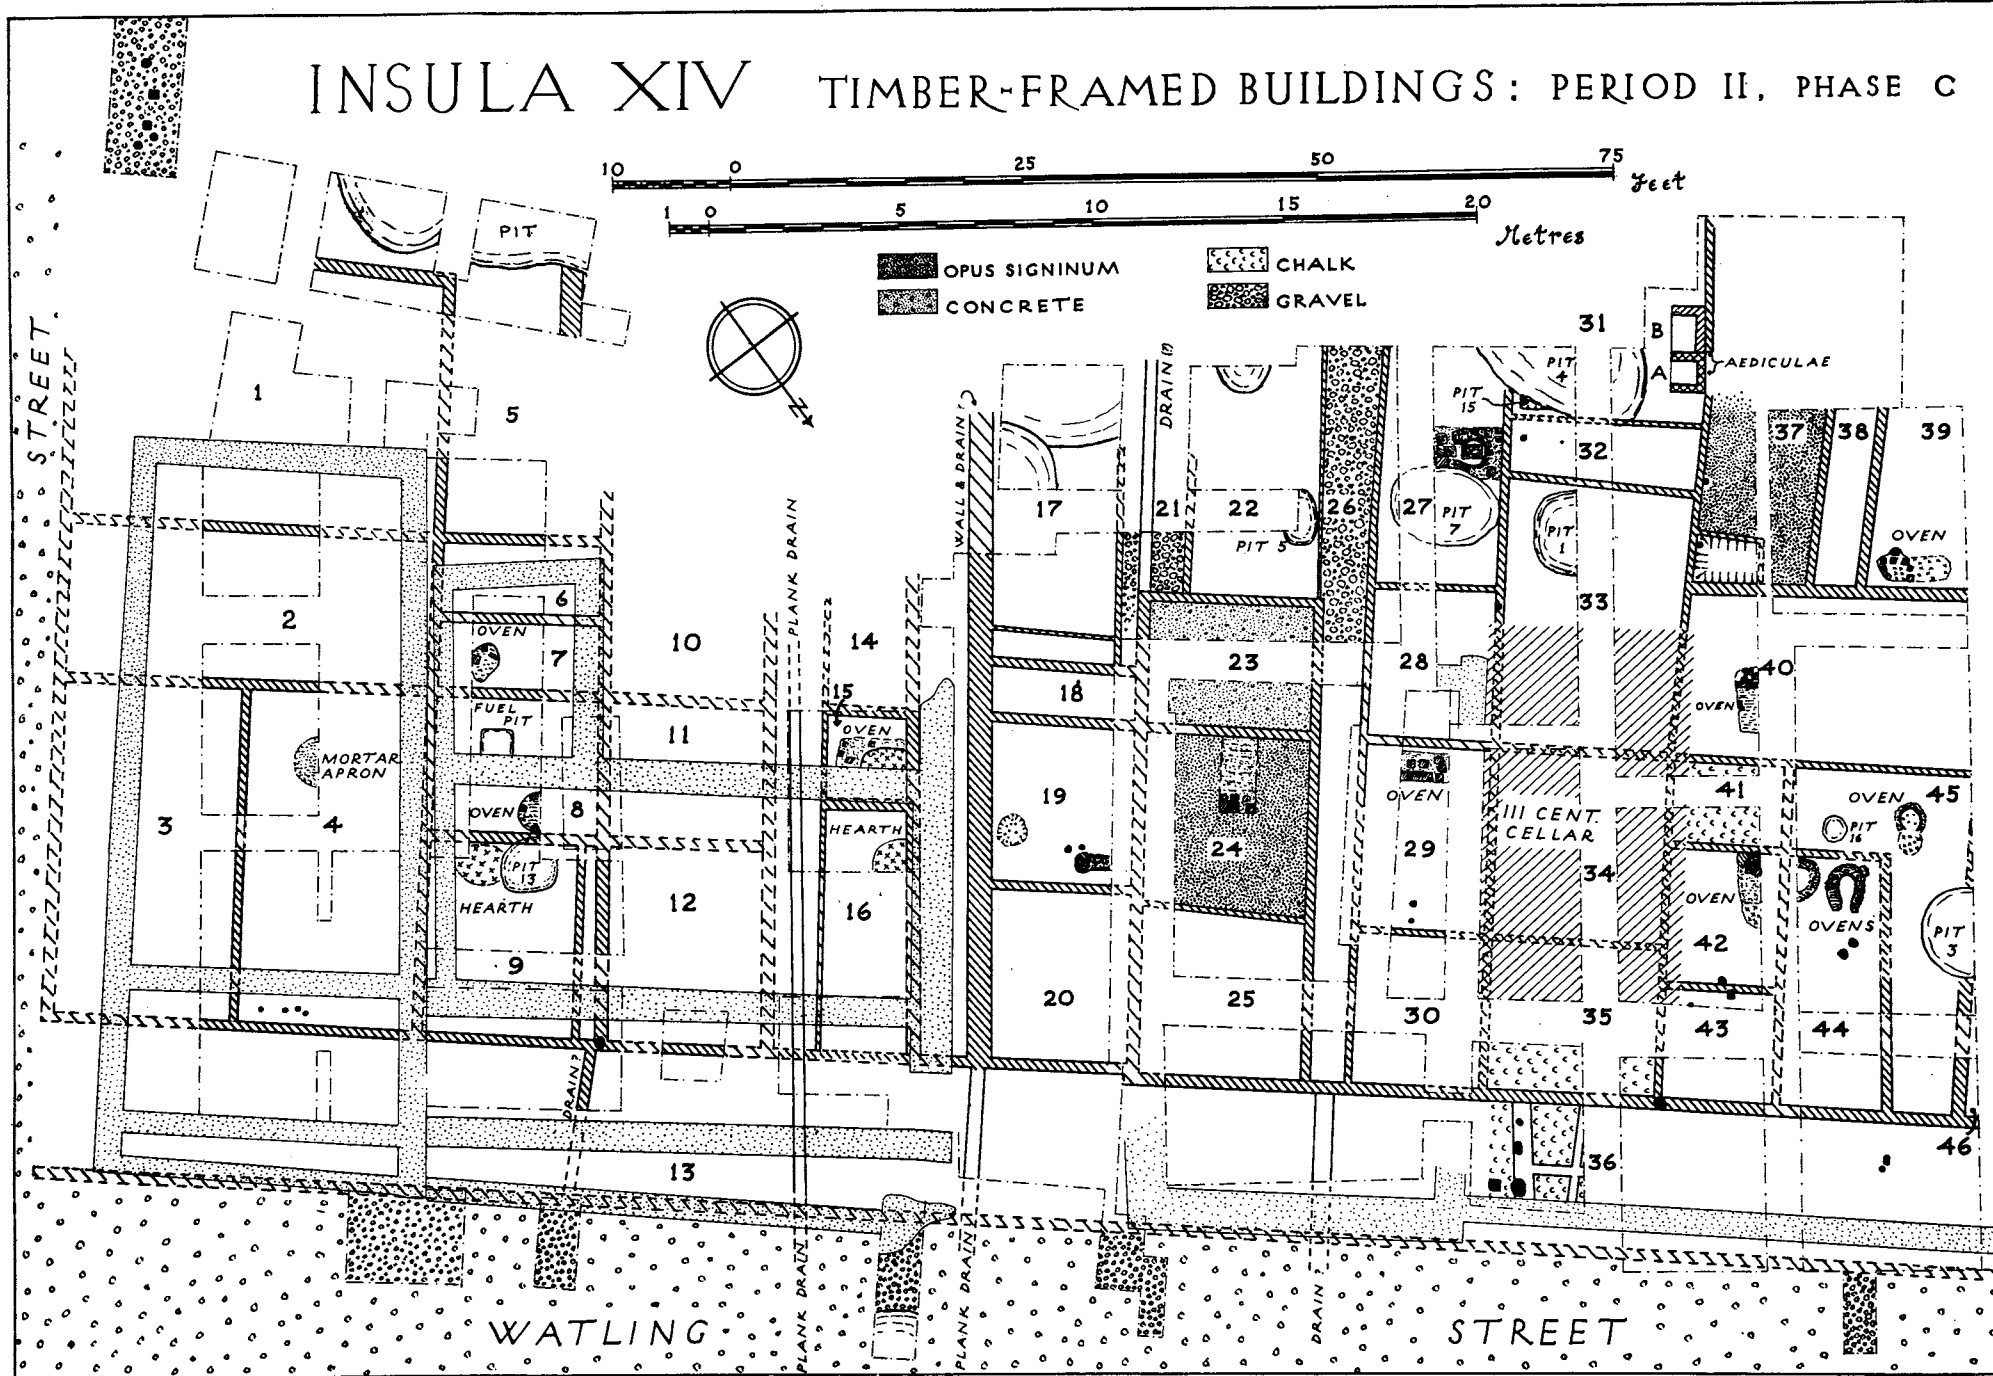 INSULA XIV TIMBER-FRAMED BUILDINGS: PERIOD II, PHASE C
10 0 25 50 75 Feet
1 0 5 10 15 20 Metres
OPUS SIGNINUM
CHALK
CONCRETE
GRAVEL
N
STREET
PIT
1
5
2
3
4
MORTAR
APRON
6
OVEN
7
FUEL
PIT
OVEN
8
PIT
13
HEARTH
9
DRAIN?
10
11
12
PLANK DRAIN
14
15
OVEN
HEARTH
16
13
WALL & DRAIN?
17
18
19
20
DRAIN(?)
21
22
PIT 5
23
24
25
26
27
PIT
7
28
OVEN
29
30
31
PIT
4
PIT
15
B
A
AEDICULAE
32
PIT
1
33
III CENT.
CELLAR
34
35
36
37
38
39
OVEN
40
OVEN
41
OVEN
42
43
OVEN
45
PIT
16
OVENS
PIT
3
44
46
WATLING STREET
PLANK DRAIN
PLANK DRAIN
DRAIN?